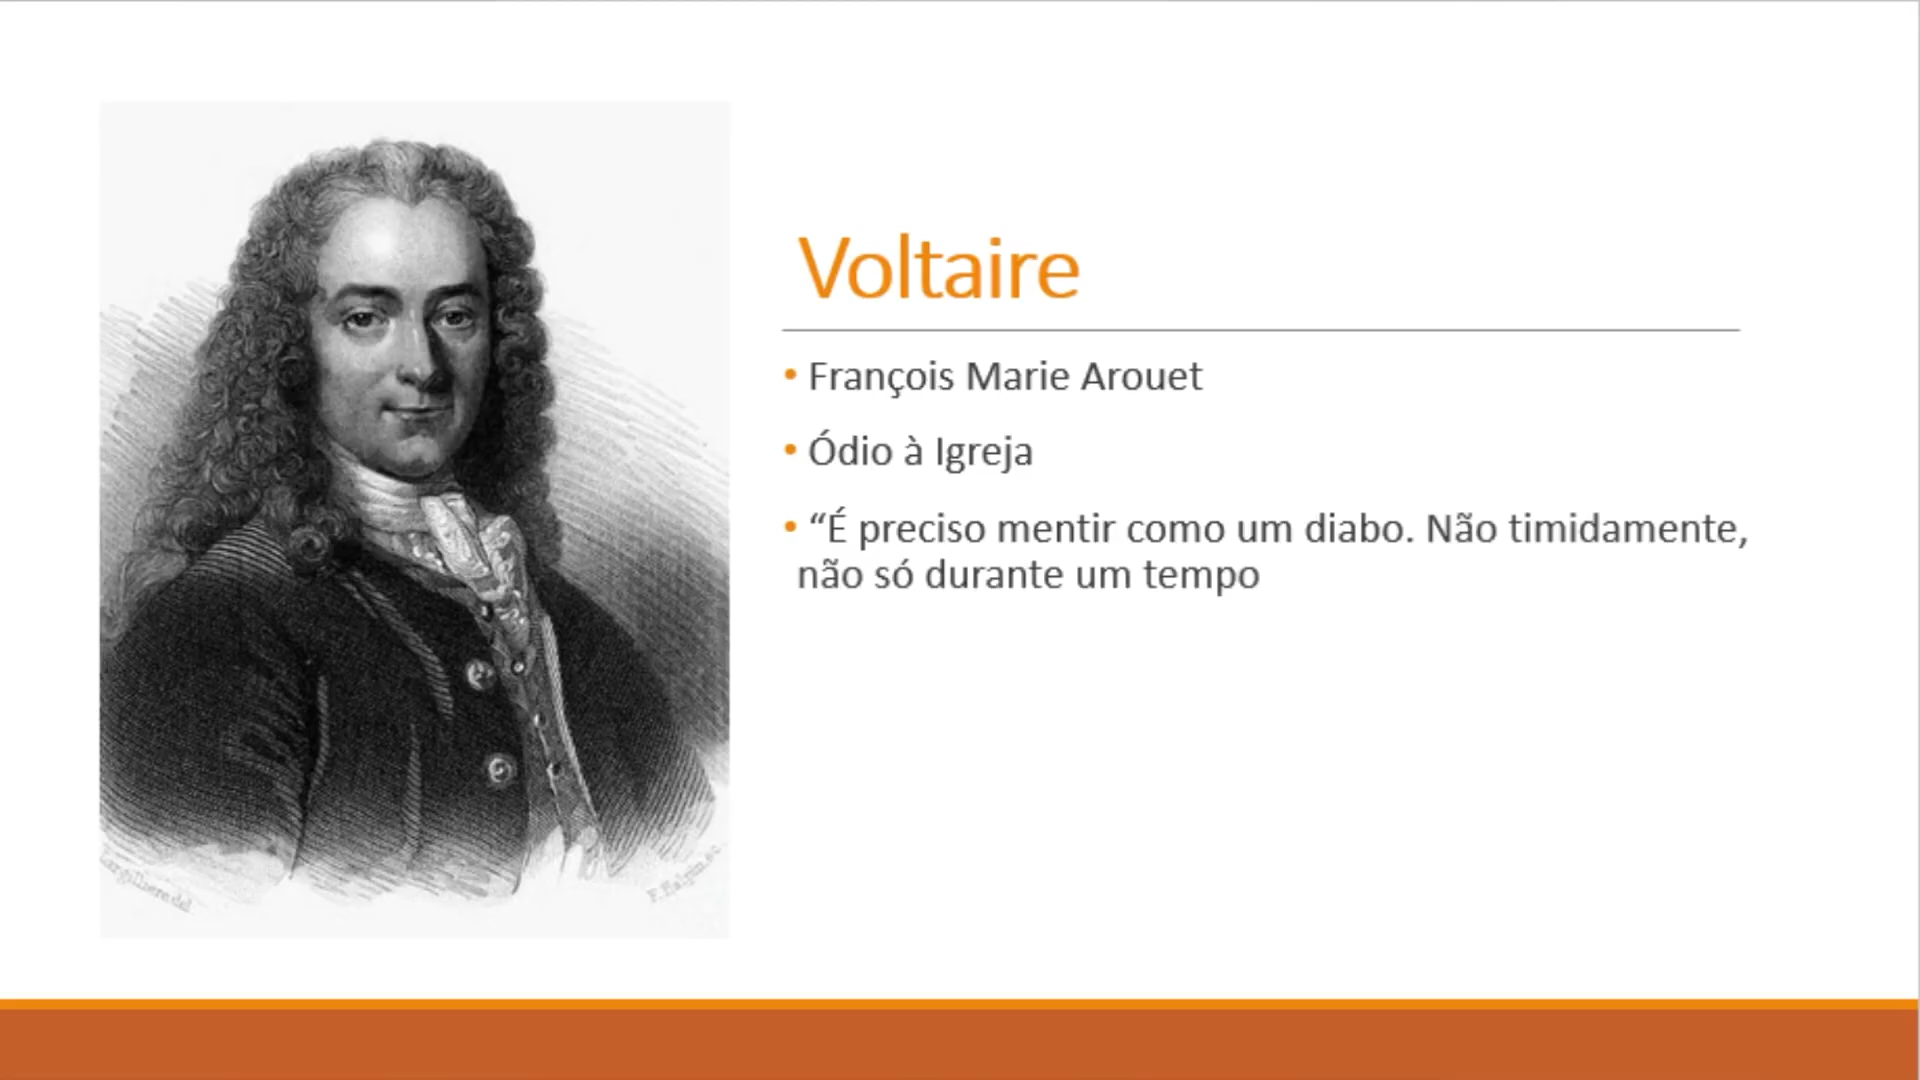 Voltaire
• François Marie Arouet
• Ódio à Igreja
• “É preciso mentir como um diabo. Não timidamente,
não só durante um tempo